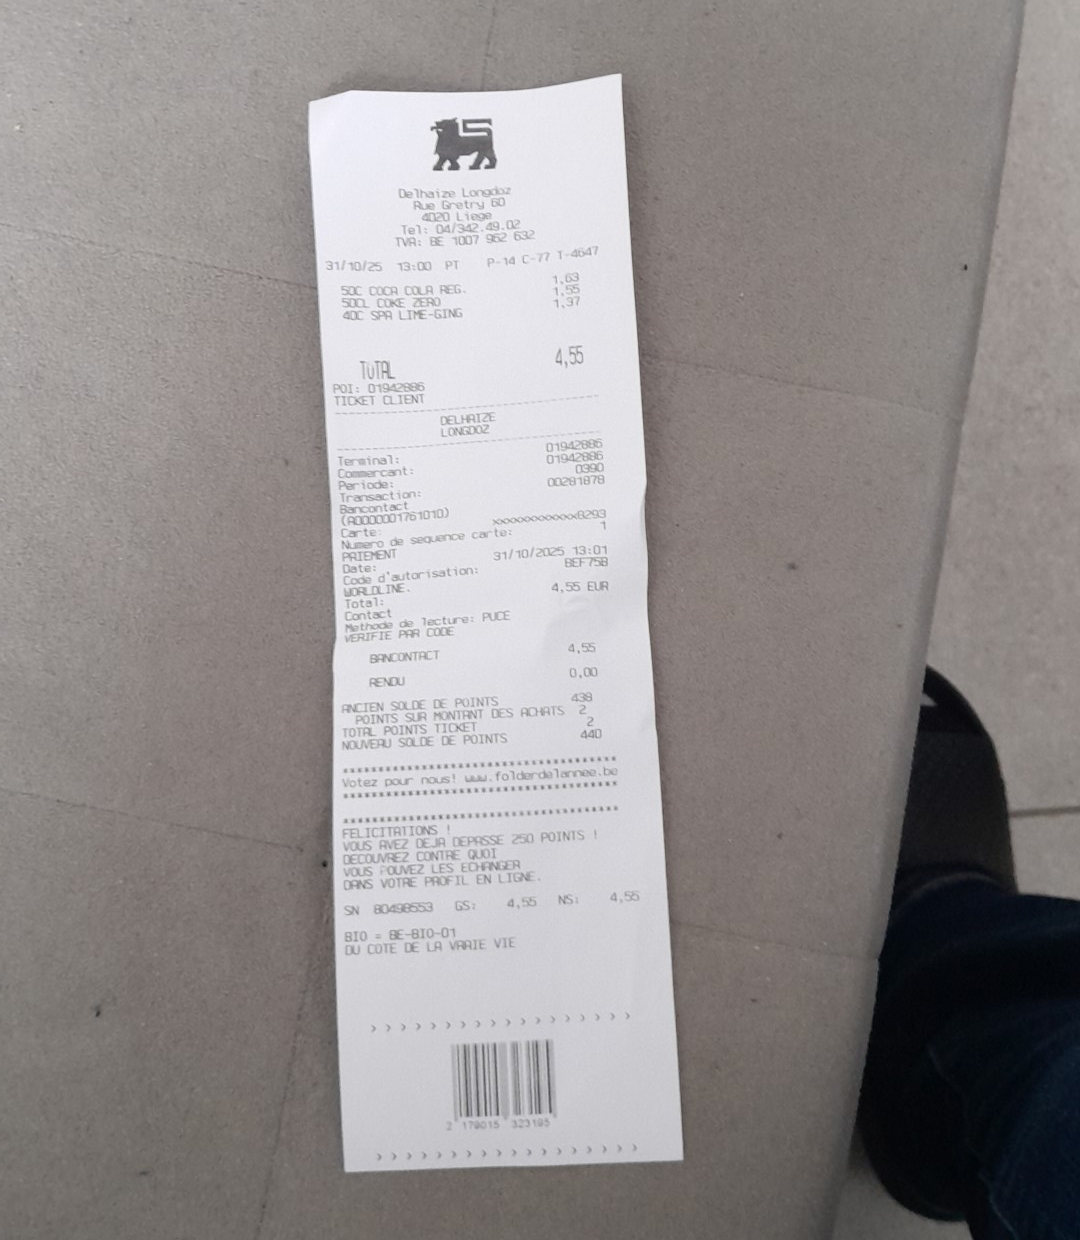 Delhaize Longdoz
Rue Gretry 60
4020 Liege
Tel: 04/342.49.02
TVA: BE 1007 962 632
31/10/25 13:00 PT P-14 C-77 T-4647
50C COCA COLA REG. 1,63
50CL COKE ZERO 1,55
40C SPA LIME-GING 1,37
TOTAL 4,55
POI: 01942886
TICKET CLIENT
DELHAIZE
LONGDOZ
Terminal: 01942886
Commercant: 01942886
Periode: 0390
Transaction: 00281878
Bancontact
(A0000001761010)
Carte: xxxxxxxxxxxxx8293
Numero de sequence carte: 1
PAIEMENT
Date: 31/10/2025 13:01
Code d'autorisation: 8EF75B
WORLDLINE.
Total: 4,55 EUR
Contact
Methode de lecture: PUCE
VERIFIE PAR CODE
BANCONTACT 4,55
RENDU 0,00
ANCIEN SOLDE DE POINTS 438
POINTS SUR MONTANT DES ACHATS 2
TOTAL POINTS TICKET 2
NOUVEAU SOLDE DE POINTS 440
****************************************
Votez pour nous! www.folderdelannee.be
****************************************
****************************************
FELICITATIONS !
VOUS AVEZ DEJA DEPASSE 250 POINTS !
DECOUVREZ CONTRE QUOI
VOUS POUVEZ LES ECHANGER
DANS VOTRE PROFIL EN LIGNE.
SN 80498553 GS: 4,55 NS: 4,55
BIO = BE-BIO-01
DU COTE DE LA VRAIE VIE
> > > > > > > > > > > > > > > > > >
2 179015 323195
> > > > > > > > > > > > > > > > > >